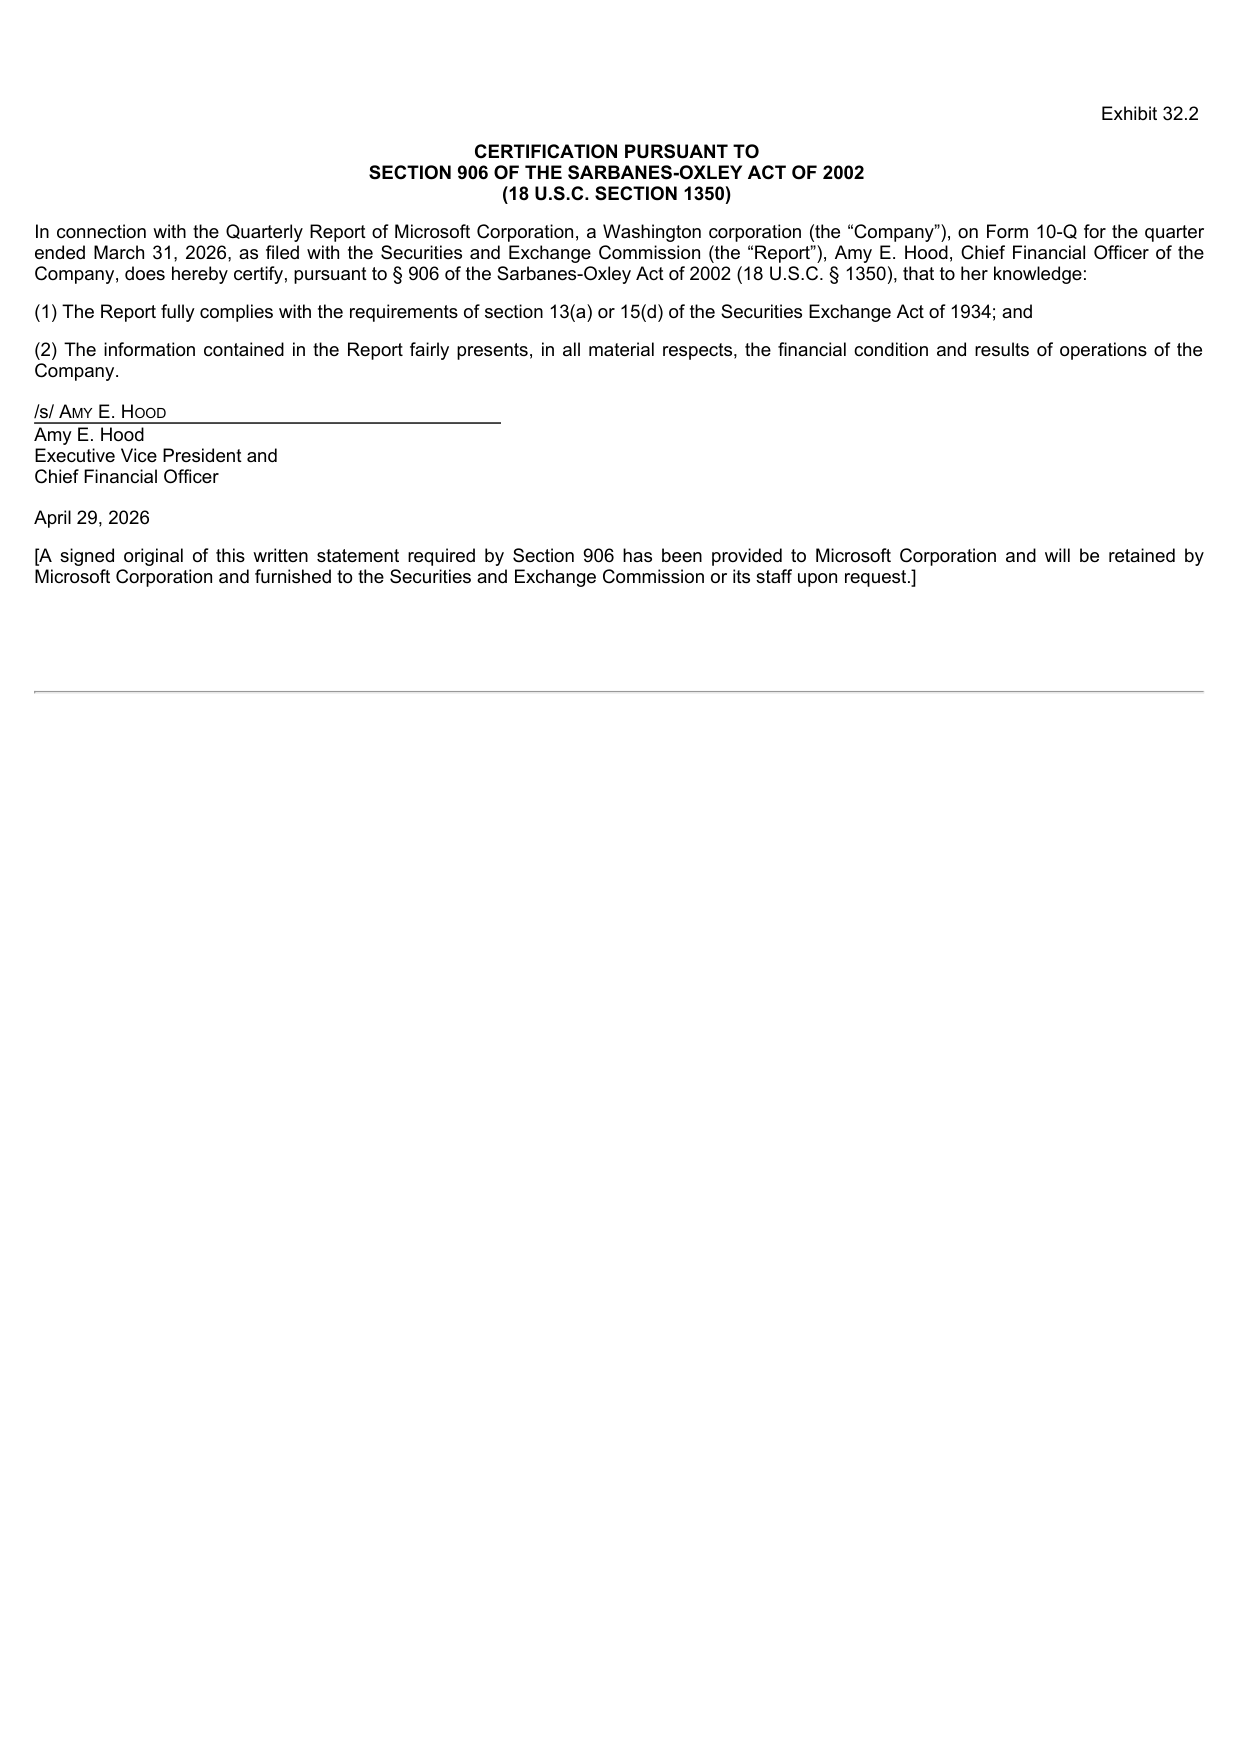 Exhibit 32.2
CERTIFICATION PURSUANT TO
SECTION 906 OF THE SARBANES-OXLEY ACT OF 2002
(18 U.S.C. SECTION 1350)
In connection with the Quarterly Report of Microsoft Corporation, a Washington corporation (the “Company”), on Form 10-Q for the quarter
ended March 31, 2026, as filed with the Securities and Exchange Commission (the “Report”), Amy E. Hood, Chief Financial Officer of the
Company, does hereby certify, pursuant to § 906 of the Sarbanes-Oxley Act of 2002 (18 U.S.C. § 1350), that to her knowledge:
(1) The Report fully complies with the requirements of section 13(a) or 15(d) of the Securities Exchange Act of 1934; and
(2) The information contained in the Report fairly presents, in all material respects, the financial condition and results of operations of the
Company.
/s/ AMY E. HOOD
Amy E. Hood
Executive Vice President and
Chief Financial Officer
April 29, 2026
[A signed original of this written statement required by Section 906 has been provided to Microsoft Corporation and will be retained by
Microsoft Corporation and furnished to the Securities and Exchange Commission or its staff upon request.]